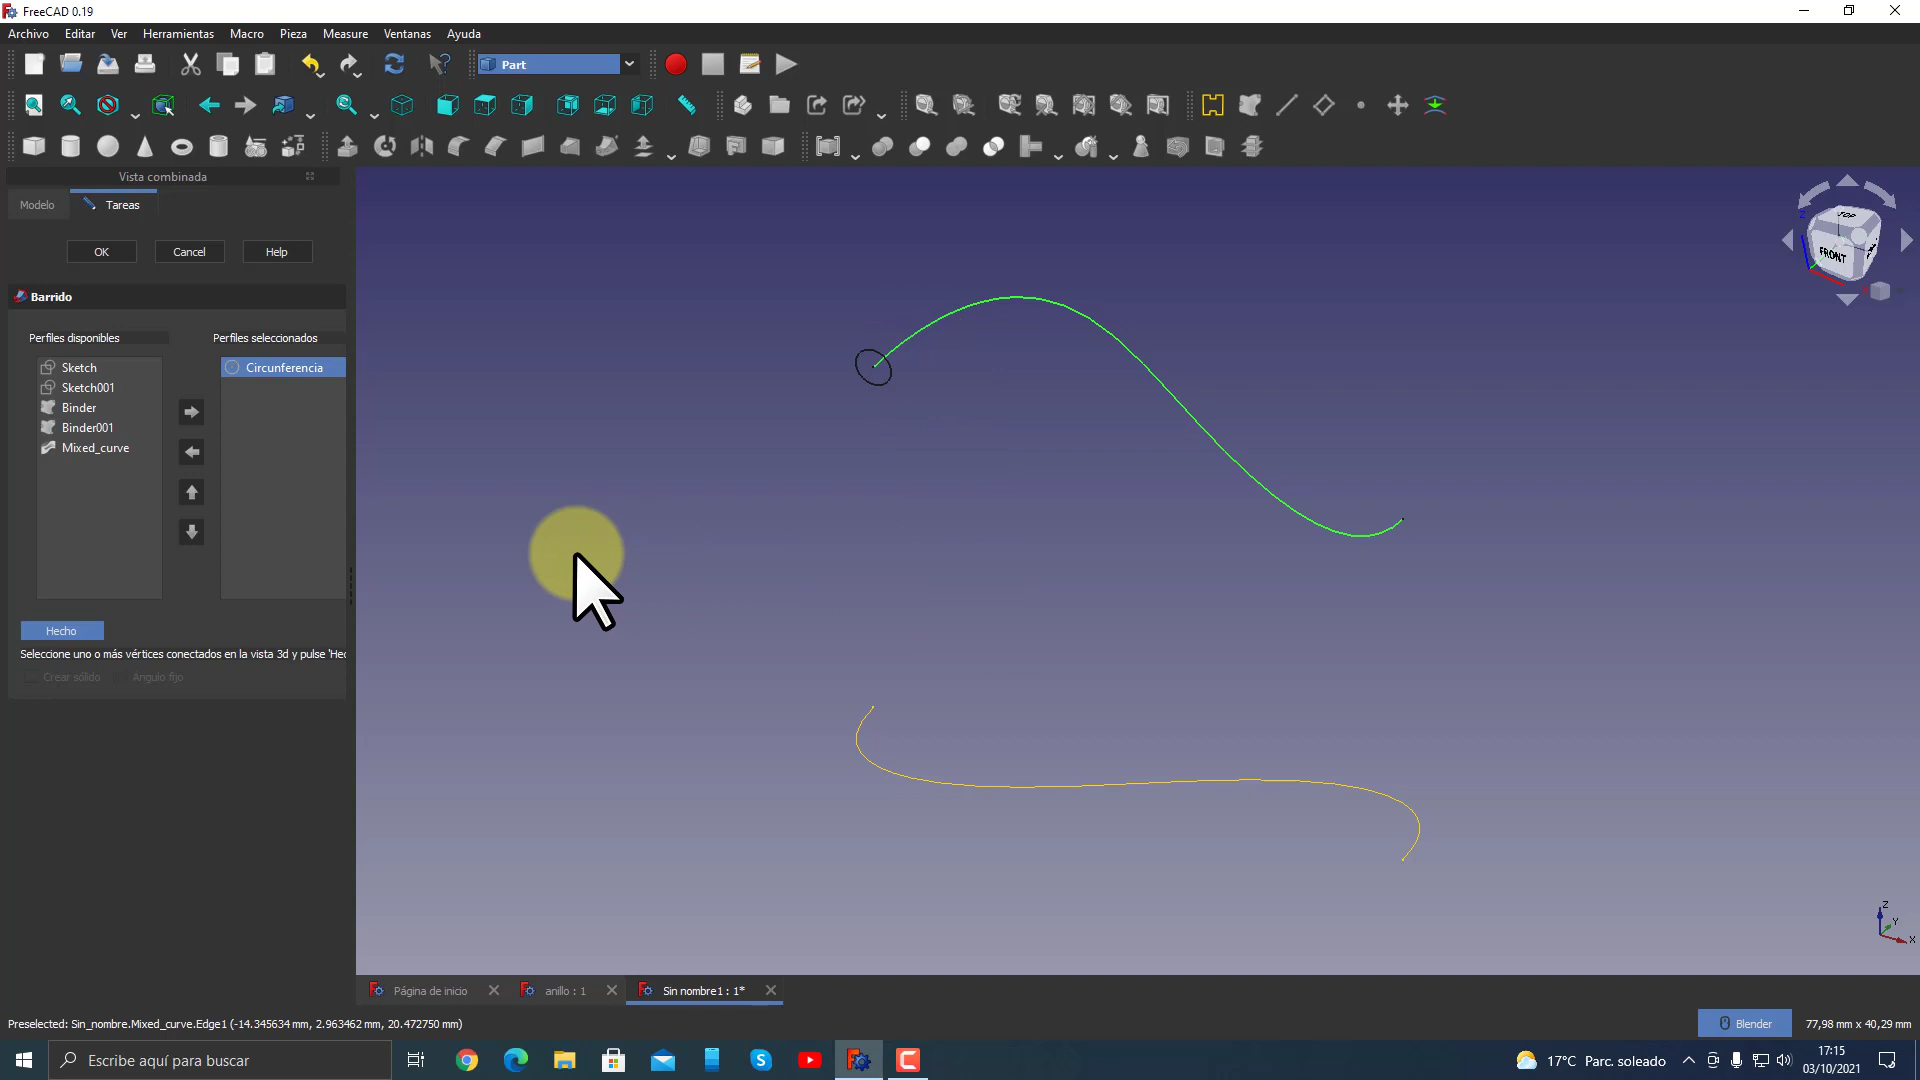 FreeCAD 0.19
Archivo Editar Ver Herramientas Macro Pieza Measure Ventanas Ayuda
Part
Vista combinada
Modelo Tareas
OK Cancel Help
Barrido
Perfiles disponibles Perfiles seleccionados
Sketch Circunferencia
Sketch001
Binder
Binder001
Mixed_curve
Hecho
Seleccione uno o más vértices conectados en la vista 3d y pulse 'Hec
Crear sólido Angulo fijo
TOP
FRONT
Z
Z
Y
X
Página de inicio anillo : 1 Sin nombre1 : 1*
Preselected: Sin_nombre.Mixed_curve.Edge1 (-14.345634 mm, 2.963462 mm, 20.472750 mm) Blender 77,98 mm x 40,29 mm
Escribe aquí para buscar 17°C Parc. soleado 17:15
03/10/2021